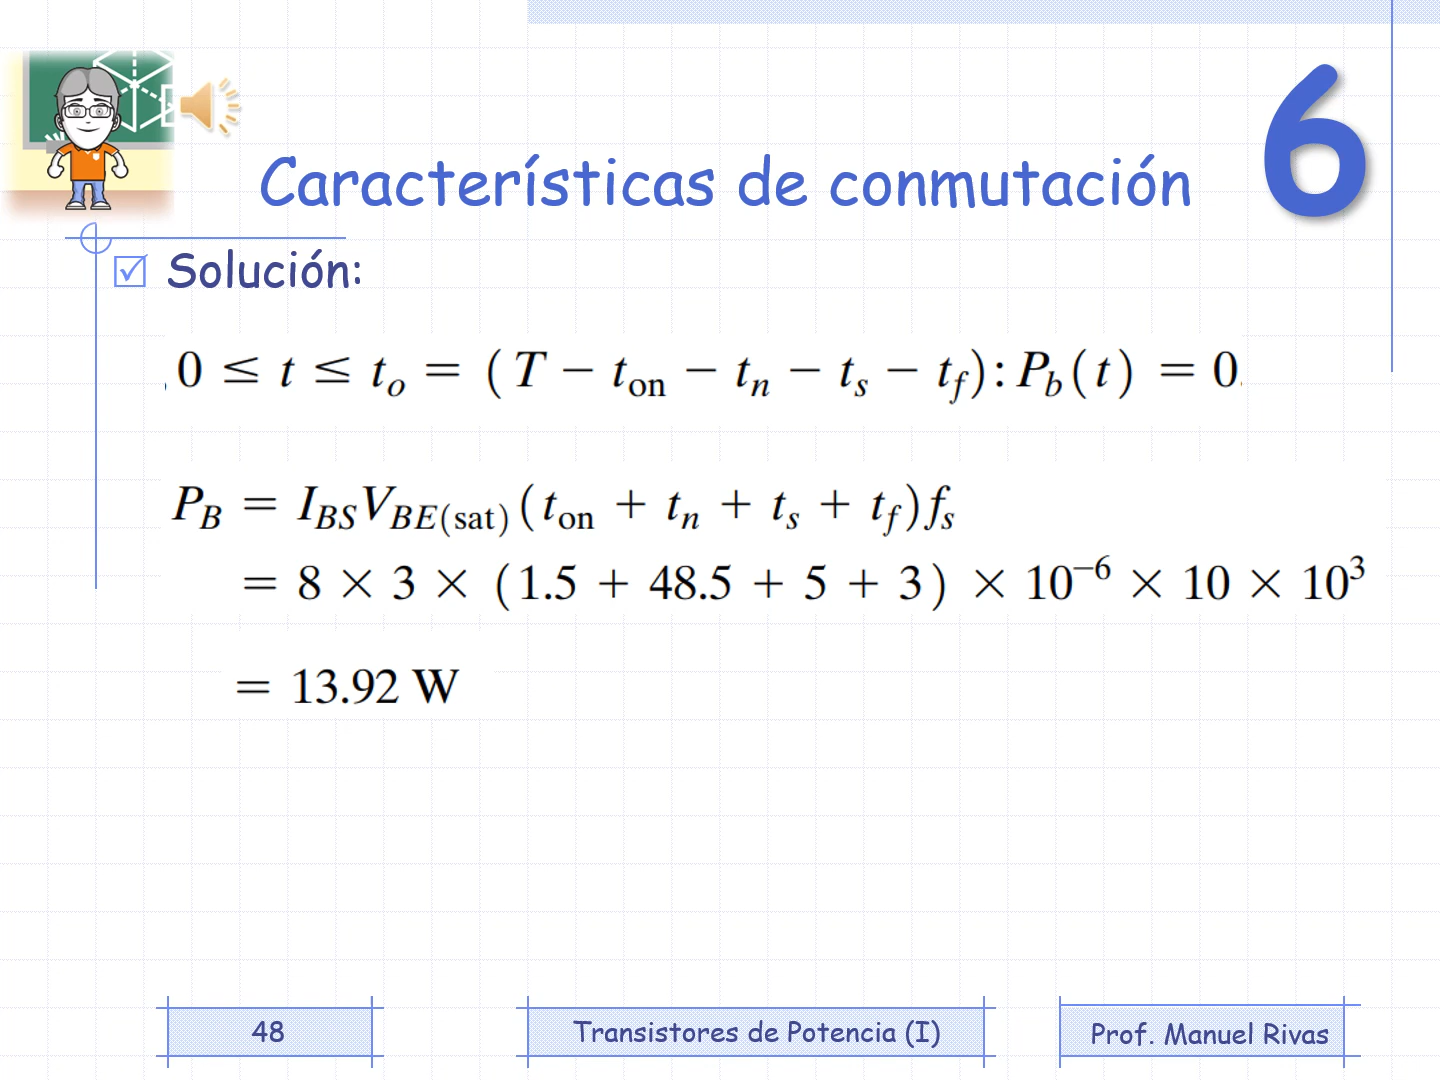 6
Características de conmutación
Solución:
0 ≤ t ≤ t_o = (T − t_on − t_n − t_s − t_f): P_b(t) = 0.
P_B = I_BS V_BE(sat) (t_on + t_n + t_s + t_f) f_s
= 8 × 3 × (1.5 + 48.5 + 5 + 3) × 10^−6 × 10 × 10^3
= 13.92 W
48
Transistores de Potencia (I)
Prof. Manuel Rivas